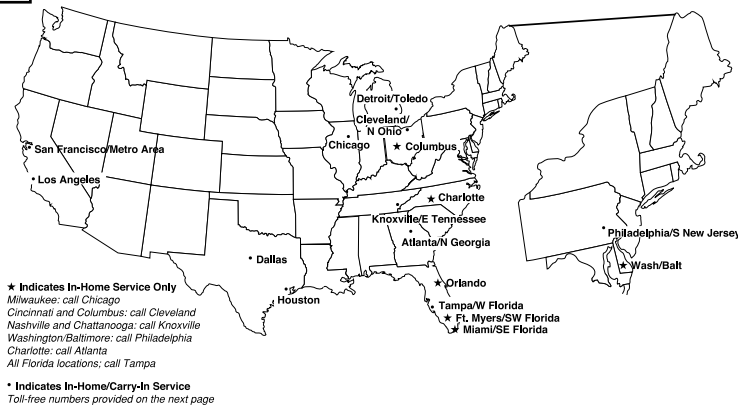 Detroit/Toledo
Cleveland/
N Ohio
Chicago
★ Columbus
San Francisco/Metro Area
Los Angeles
★ Charlotte
Knoxville/E Tennessee
Atlanta/N Georgia
Philadelphia/S New Jersey
Dallas
★ Wash/Balt
★ Orlando
Houston
Tampa/W Florida
★ Ft. Myers/SW Florida
★ Miami/SE Florida
★ Indicates In-Home Service Only
Milwaukee: call Chicago
Cincinnati and Columbus: call Cleveland
Nashville and Chattanooga: call Knoxville
Washington/Baltimore: call Philadelphia
Charlotte: call Atlanta
All Florida locations; call Tampa
• Indicates In-Home/Carry-In Service
Toll-free numbers provided on the next page